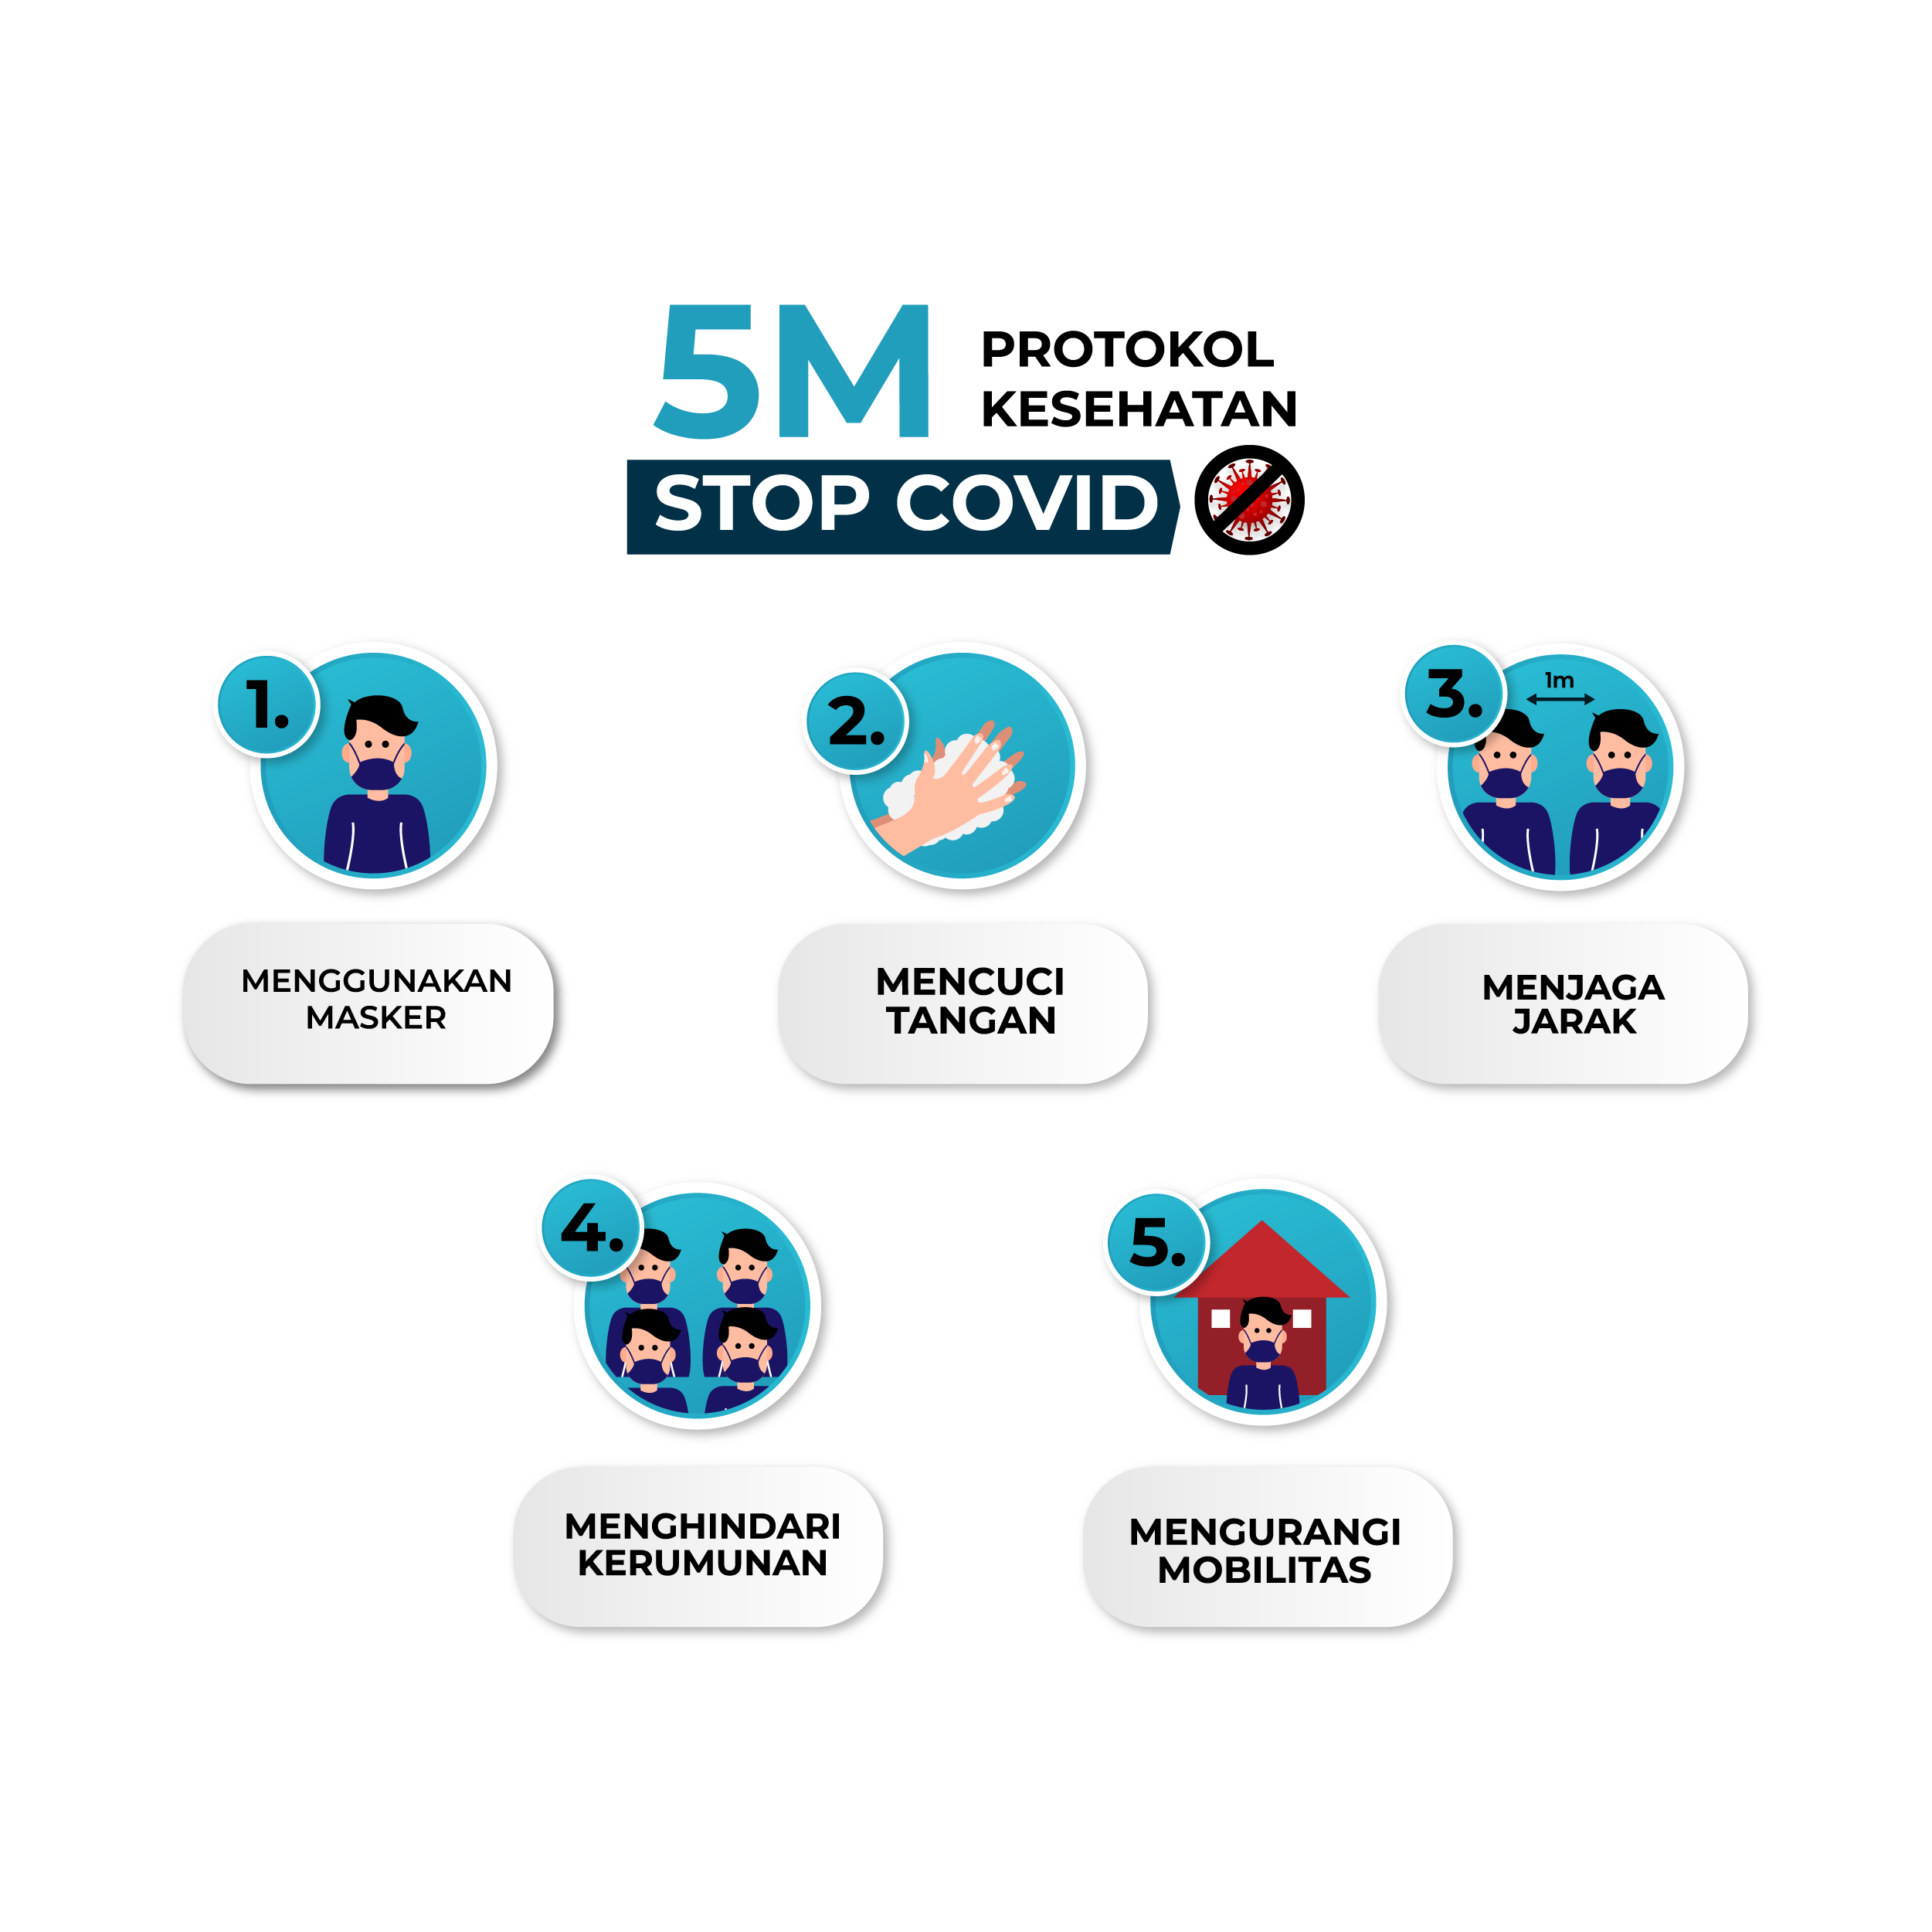 5M
PROTOKOL
KESEHATAN
STOP COVID
1.
MENGGUNAKAN
MASKER
2.
MENCUCI
TANGAN
3.
1m
MENJAGA
JARAK
4.
MENGHINDARI
KERUMUNAN
5.
MENGURANGI
MOBILITAS